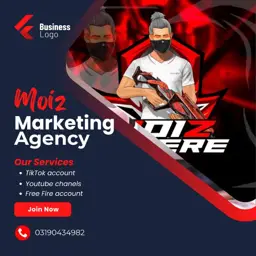 Business
Logo
Moiz
Marketing
Agency
Our Services
TikTok account
Youtube chanels
Free Fire account
Join Now
03190434982